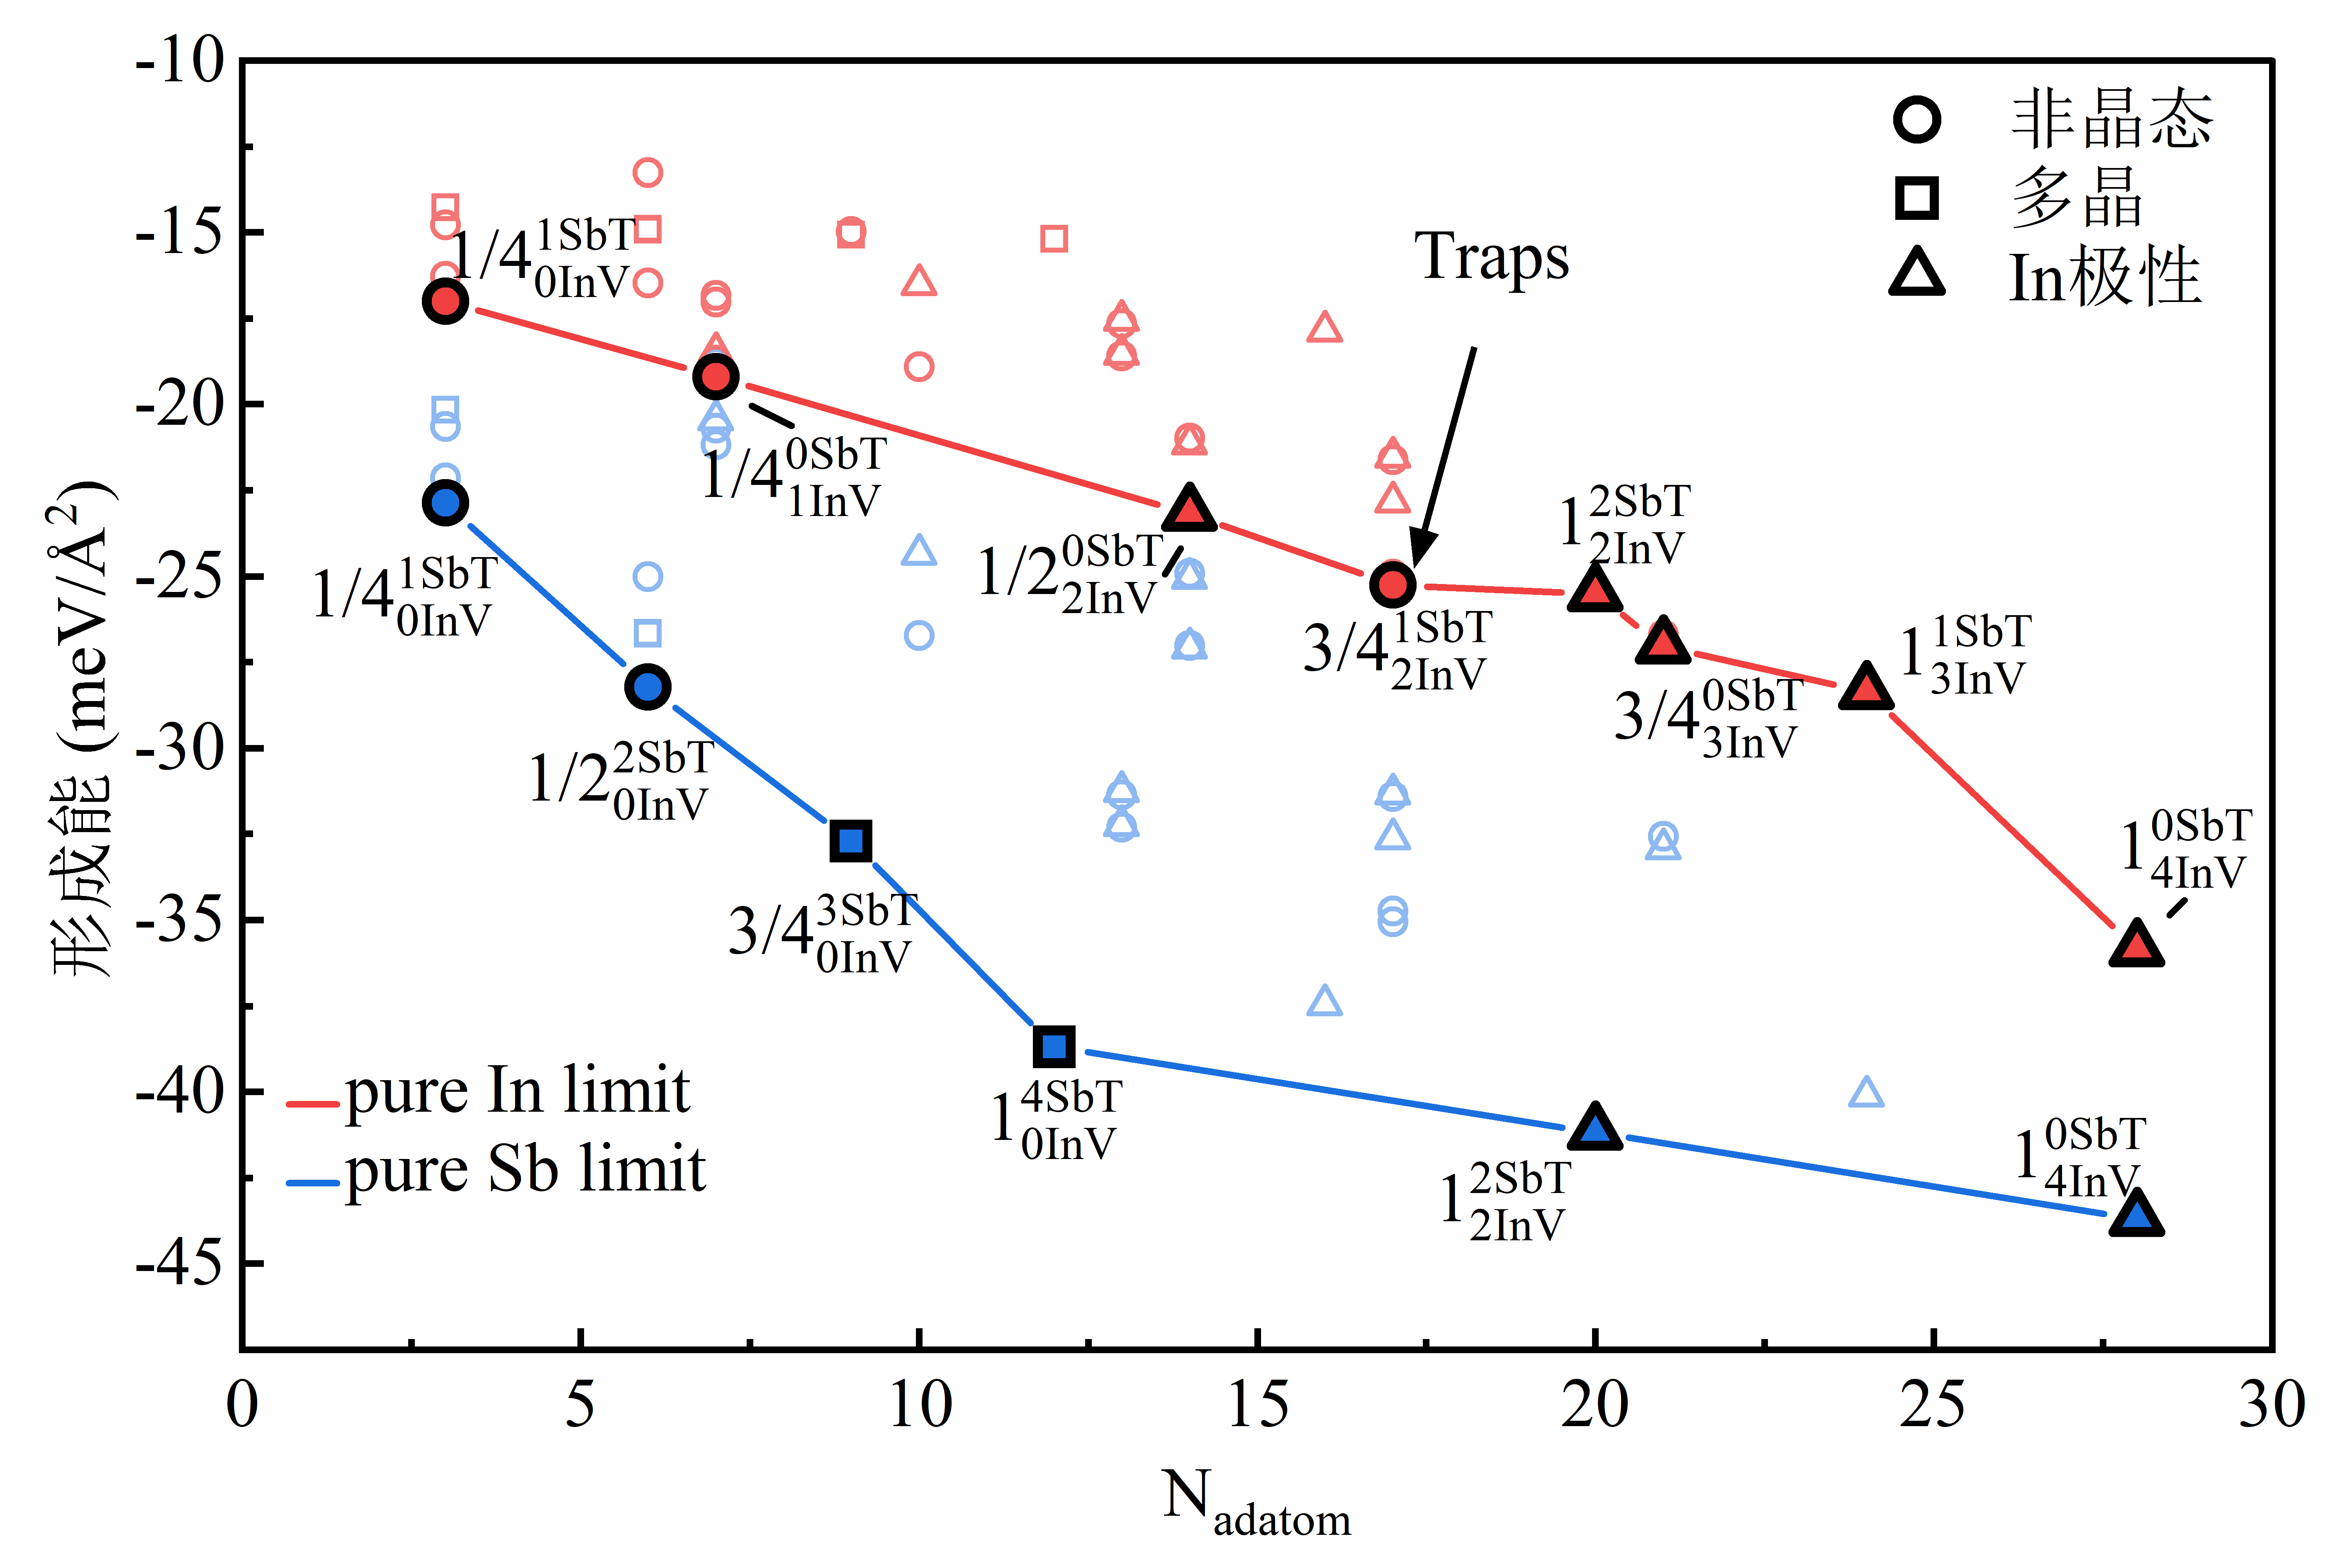 -10
-15
-20
-25
-30
-35
-40
-45
形成能 (meV/Å²)
0
5
10
15
20
25
30
N_adatom
非晶态
多晶
In极性
Traps
1/4 1SbT 0InV
1/4 0SbT 1InV
1/2 0SbT 2InV
3/4 1SbT 2InV
1 2SbT 2InV
3/4 0SbT 3InV
1 1SbT 3InV
1 0SbT 4InV
1/4 1SbT 0InV
1/2 2SbT 0InV
3/4 3SbT 0InV
1 4SbT 0InV
1 2SbT 2InV
1 0SbT 4InV
pure In limit
pure Sb limit